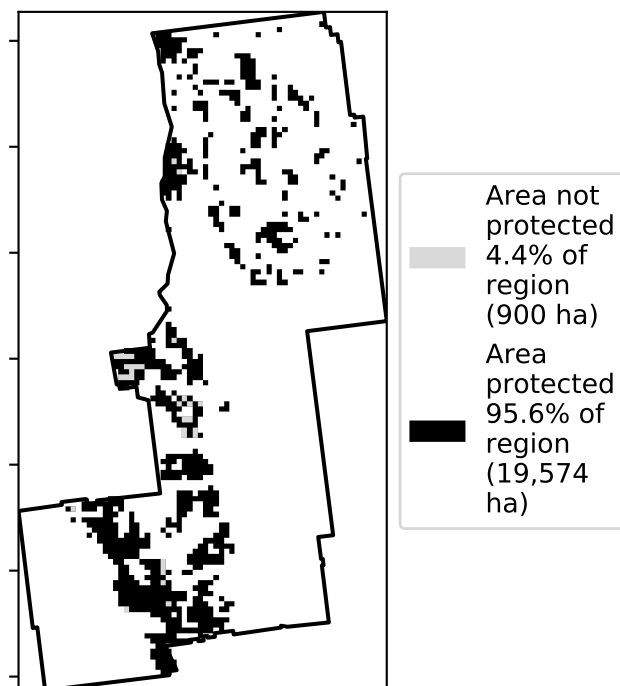 Area not
protected
4.4% of
region
(900 ha)
Area
protected
95.6% of
region
(19,574
ha)